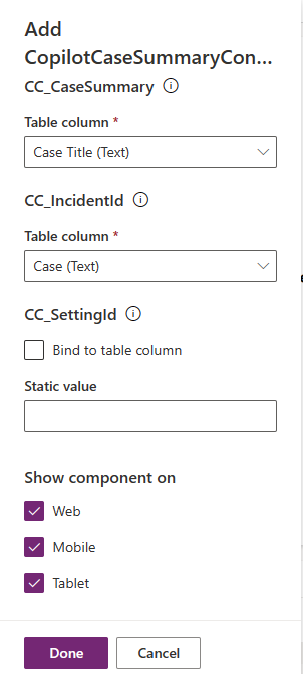 Add
CopilotCaseSummaryCon...
CC_CaseSummary
Table column *
Case Title (Text)
CC_IncidentId
Table column *
Case (Text)
CC_SettingId
Bind to table column
Static value
Show component on
Web
Mobile
Tablet
Done Cancel